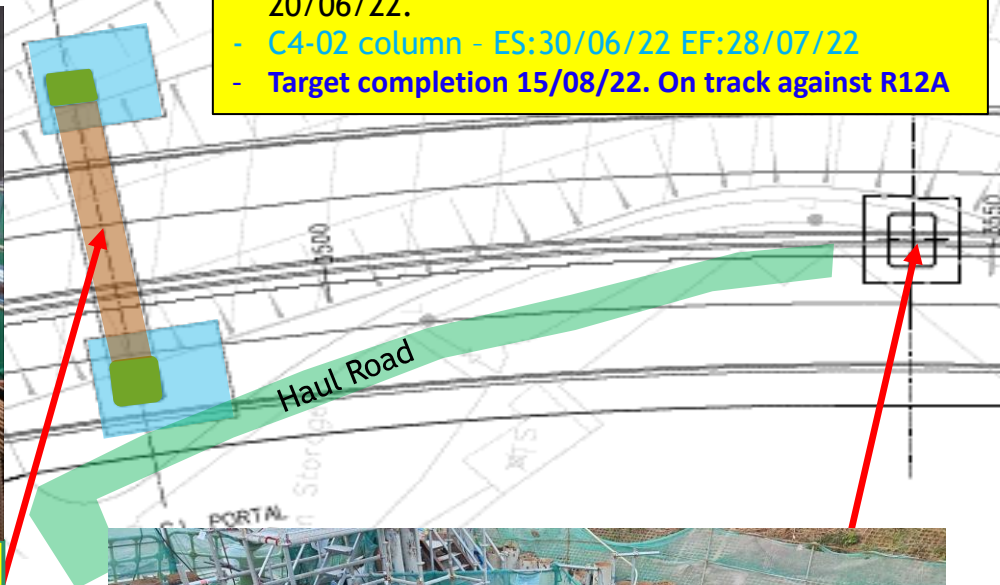 20/06/22.
- C4-02 column – ES:30/06/22 EF:28/07/22
- Target completion 15/08/22. On track against R12A
Haul Road
PORTAL